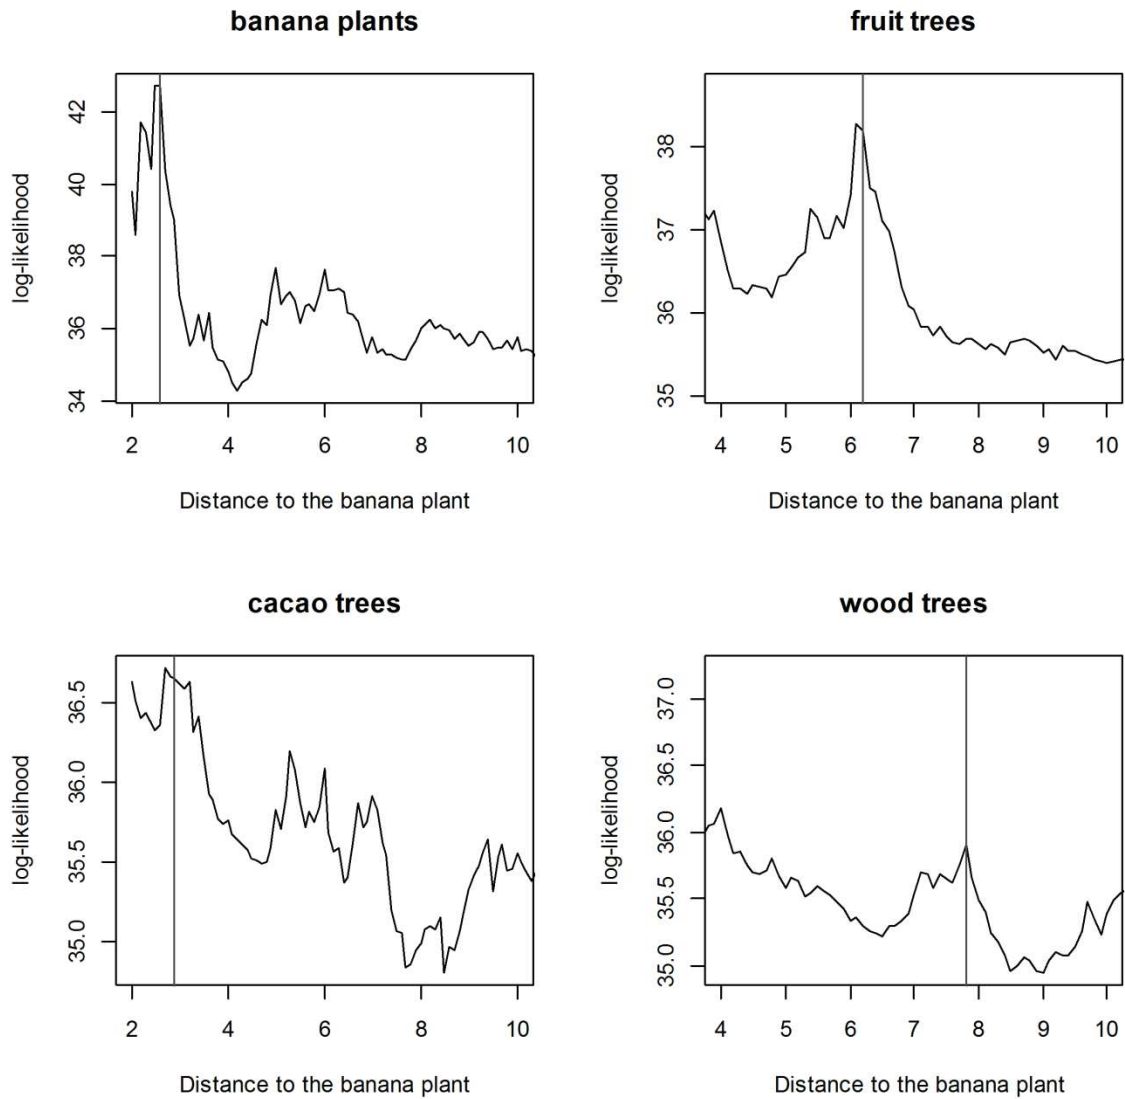 banana plants
log-likelihood
42
40
38
36
34
2 4 6 8 10
Distance to the banana plant
fruit trees
log-likelihood
38
37
36
35
4 5 6 7 8 9 10
Distance to the banana plant
cacao trees
log-likelihood
36.5
36.0
35.5
35.0
2 4 6 8 10
Distance to the banana plant
wood trees
log-likelihood
37.0
36.5
36.0
35.5
35.0
4 5 6 7 8 9 10
Distance to the banana plant